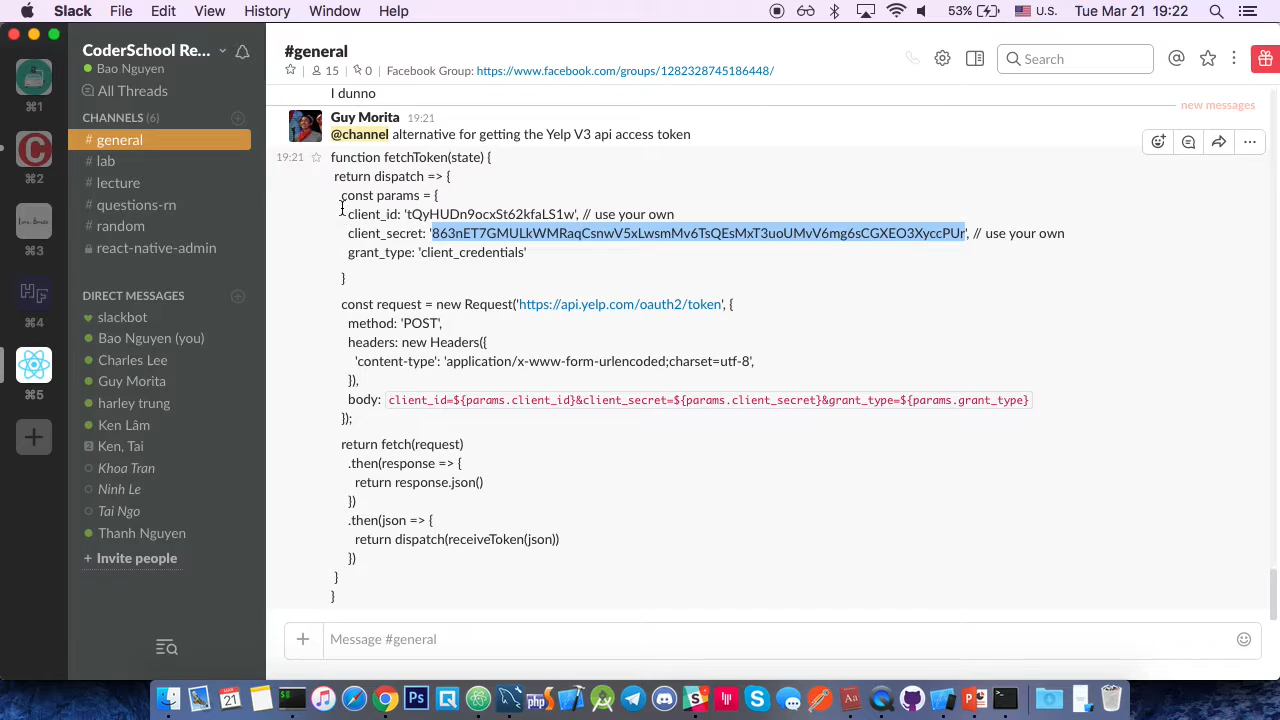 Slack File Edit View History Window Help 53% U.S. Tue Mar 21 19:22
CoderSchool Re...
Bao Nguyen
All Threads
CHANNELS (6)
# general
# lab
# lecture
# questions-rn
# random
react-native-admin
DIRECT MESSAGES
slackbot
Bao Nguyen (you)
Charles Lee
Guy Morita
harley trung
Ken Lâm
2 Ken, Tai
Khoa Tran
Ninh Le
Tai Ngo
Thanh Nguyen
+ Invite people
⌘1
⌘2
⌘3
⌘4
⌘5
#general
15 0 Facebook Group: https://www.facebook.com/groups/1282328745186448/
Search
I dunno
new messages
Guy Morita 19:21
@channel alternative for getting the Yelp V3 api access token
19:21 function fetchToken(state) {
return dispatch => {
const params = {
client_id: 'tQyHUDn9ocxSt62kfaLS1w', // use your own
client_secret: '863nET7GMULkWMRaqCsnwV5xLwsmMv6TsQEsMxT3uoUMvV6mg6sCGXEO3XyccPUr', // use your own
grant_type: 'client_credentials'
}
const request = new Request('https://api.yelp.com/oauth2/token', {
method: 'POST',
headers: new Headers({
'content-type': 'application/x-www-form-urlencoded;charset=utf-8',
}),
body: client_id=${params.client_id}&client_secret=${params.client_secret}&grant_type=${params.grant_type}
});
return fetch(request)
.then(response => {
return response.json()
})
.then(json => {
return dispatch(receiveToken(json))
})
}
}
Message #general